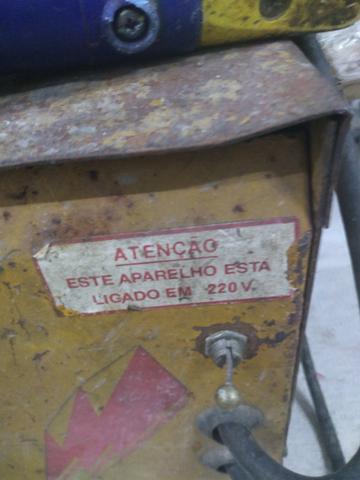 ATENÇÃO
ESTE APARELHO ESTA
LIGADO EM 220 V.